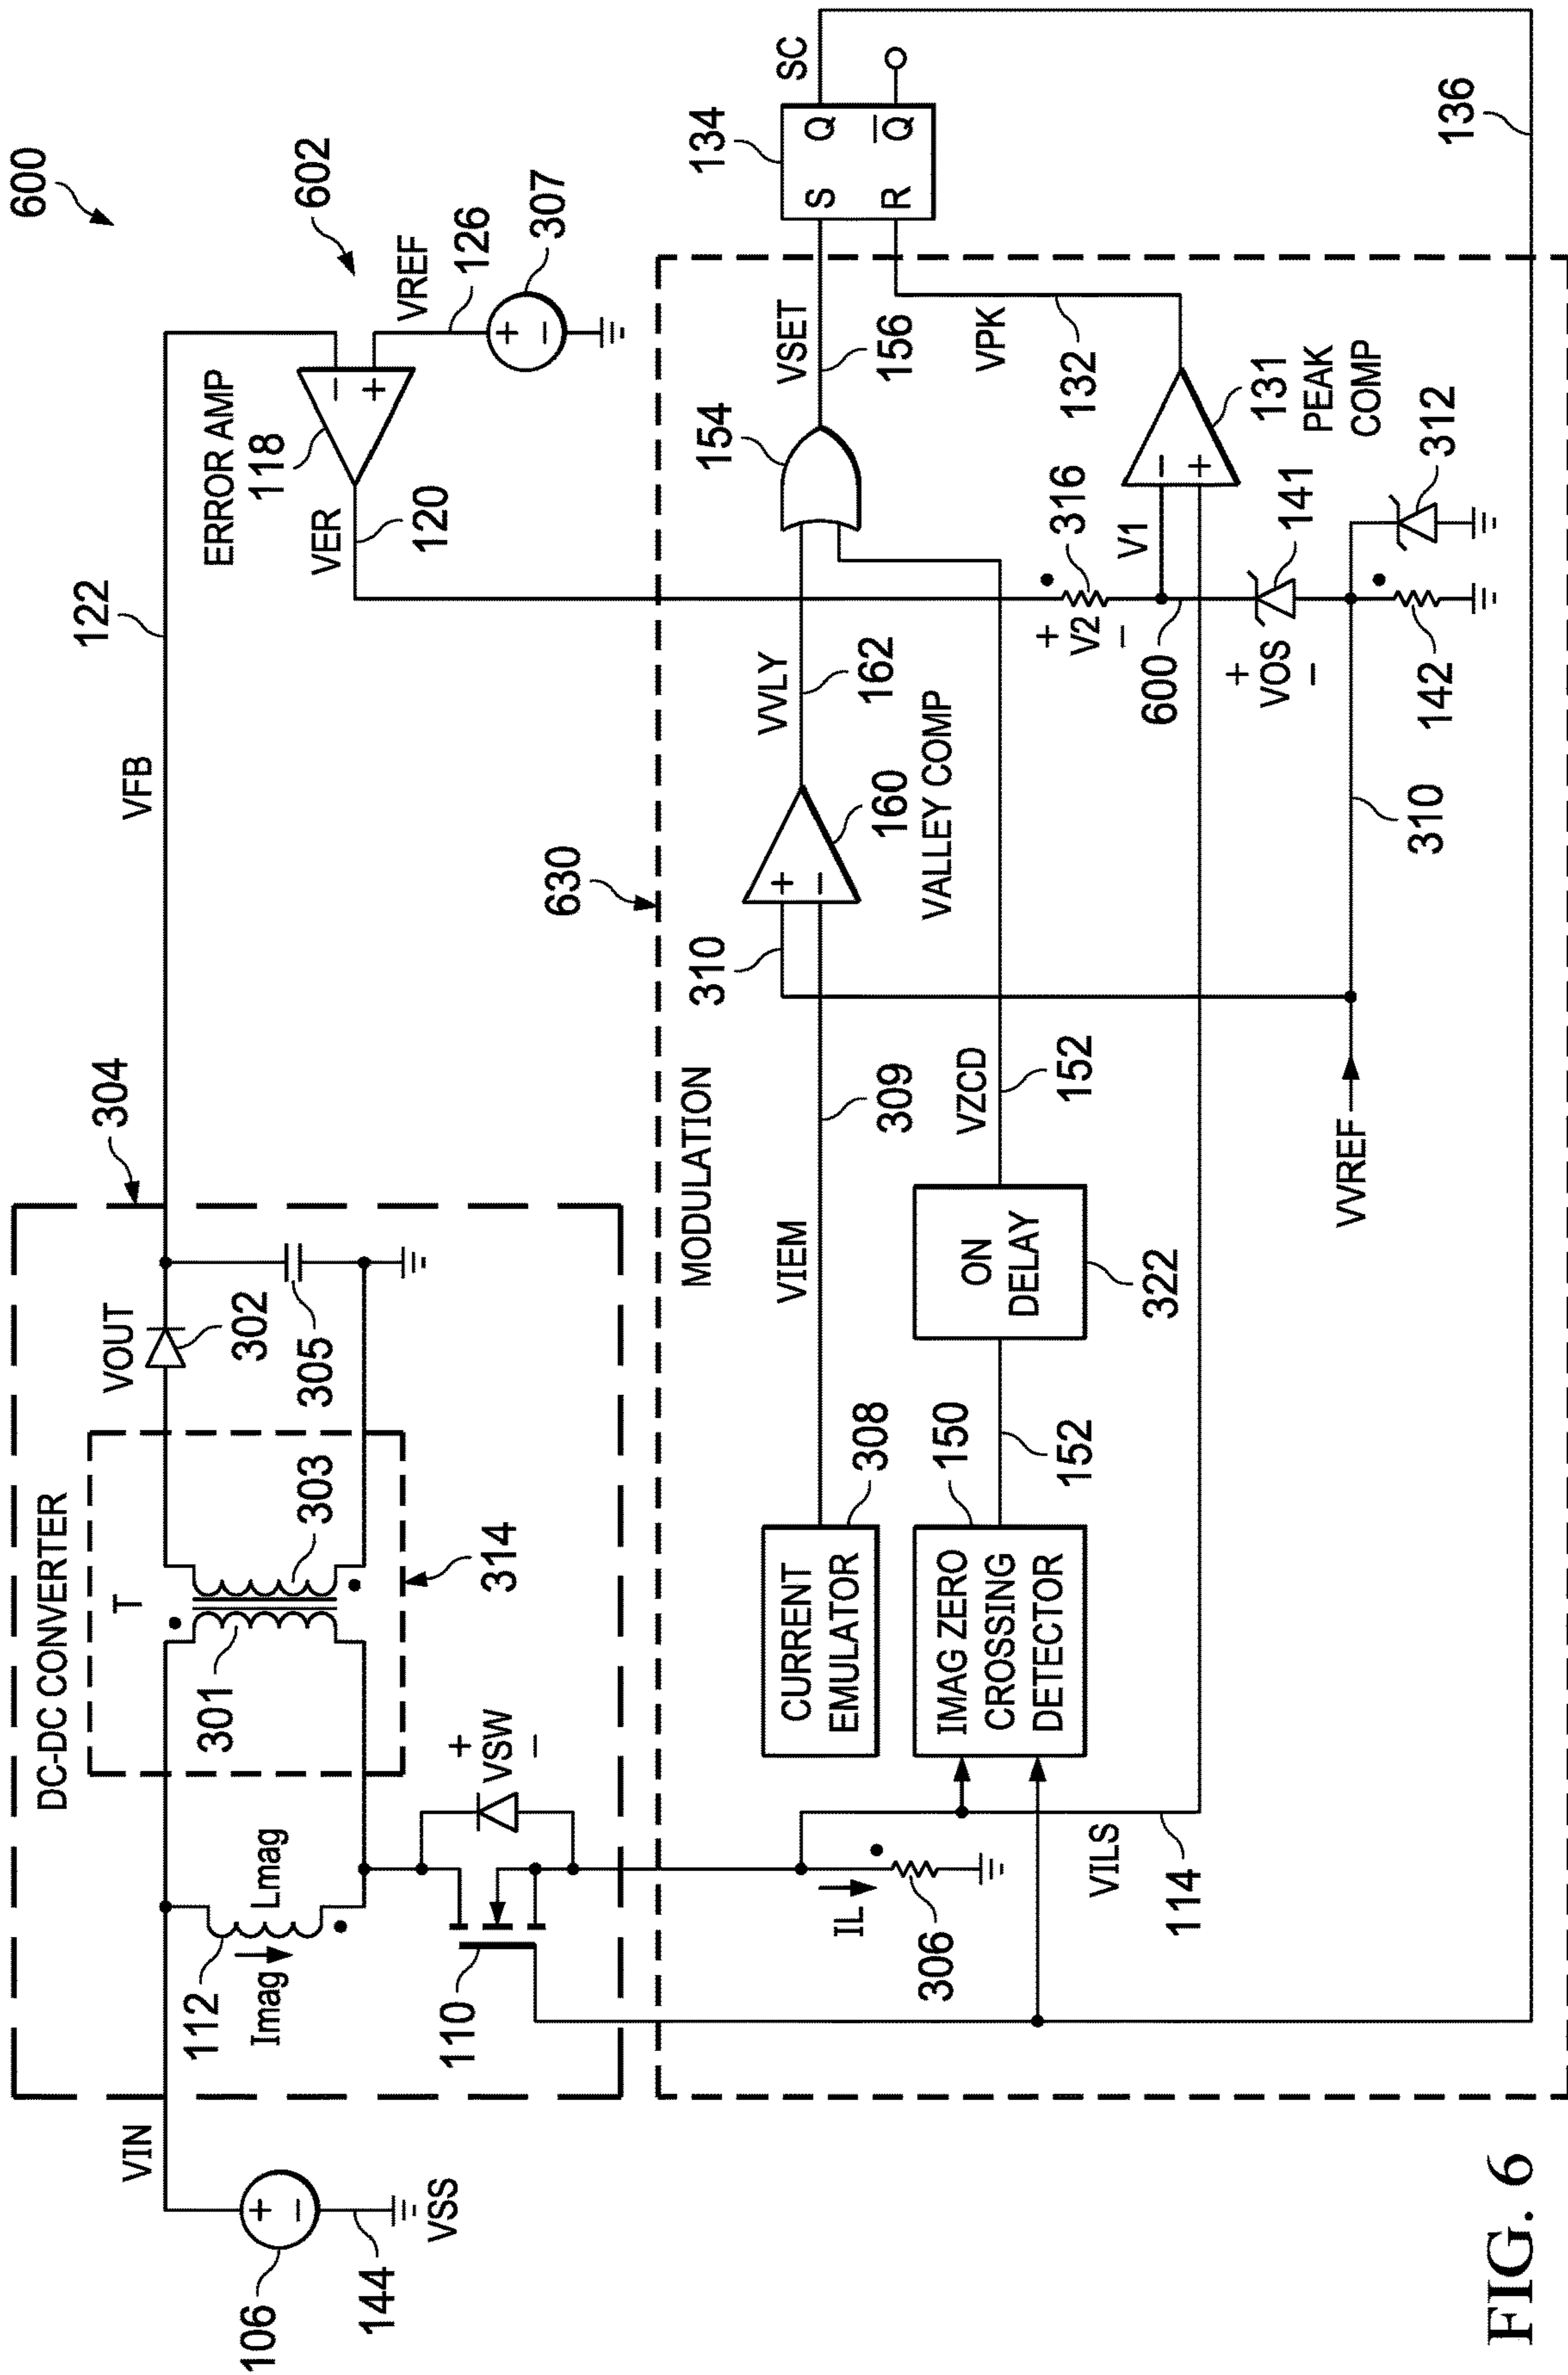 600
602
DC-DC CONVERTER
304
VIN
106
144
VSS
112
Imag
Lmag
T
301
303
314
VOUT
302
305
VFB
122
ERROR AMP
118
VER
120
VREF
126
307
110
+
VSW
−
MODULATION
630
IL
306
VILS
114
CURRENT
EMULATOR
308
VIEM
309
310
+
−
160
VALLEY COMP
VVLY
162
154
VSET
156
S
R
Q
Q̅
134
SC
136
IMAG ZERO
CROSSING
DETECTOR
150
152
ON
DELAY
322
VZCD
152
+
V2
−
316
V1
600
+
VOS
−
141
142
312
VPK
132
−
+
131
PEAK
COMP
VVREF
310
FIG. 6